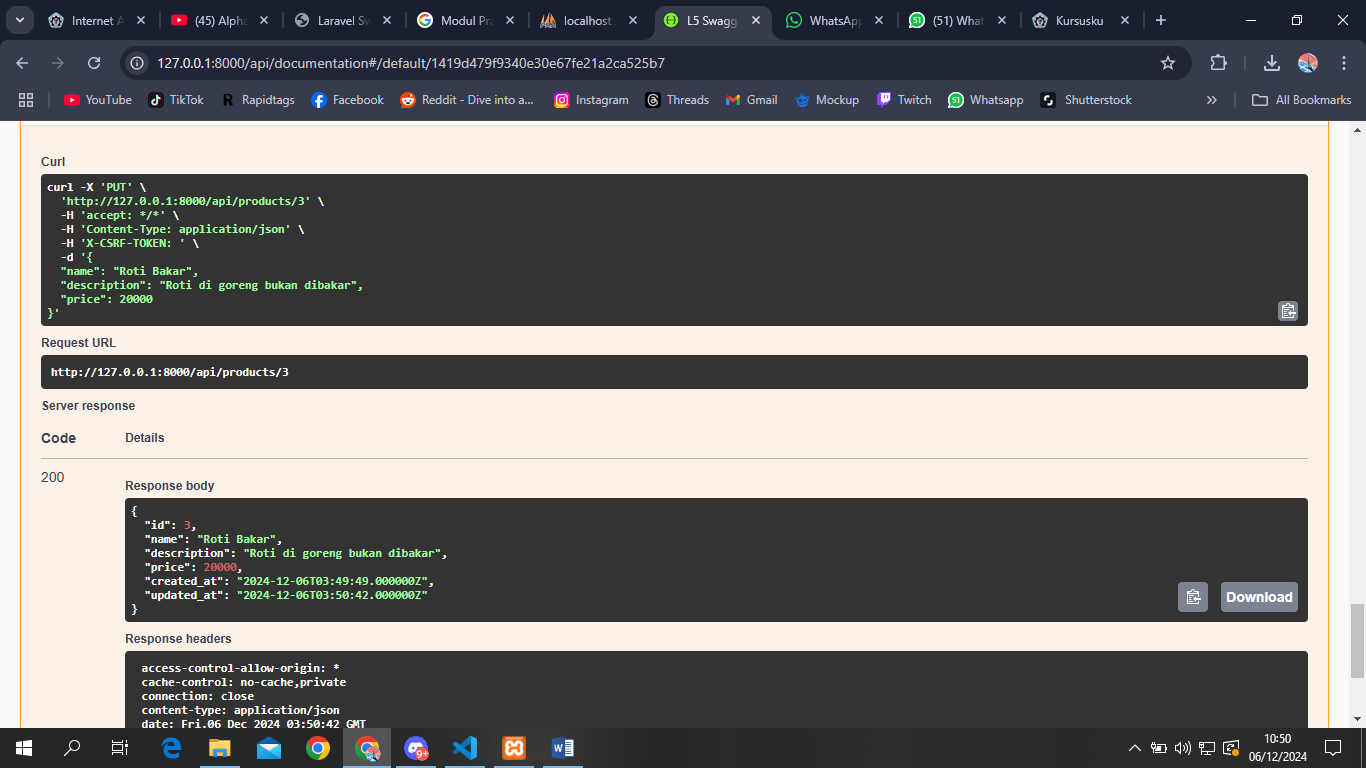 Internet A
(45) Alpha
Laravel Sw
Modul Pra
localhost
L5 Swagg
WhatsApp
(51) What
Kursusku
127.0.0.1:8000/api/documentation#/default/1419d479f9340e30e67fe21a2ca525b7
YouTube
TikTok
Rapidtags
Facebook
Reddit - Dive into a...
Instagram
Threads
Gmail
Mockup
Twitch
Whatsapp
Shutterstock
»
All Bookmarks
Curl
curl -X 'PUT' \
'http://127.0.0.1:8000/api/products/3' \
-H 'accept: */*' \
-H 'Content-Type: application/json' \
-H 'X-CSRF-TOKEN: ' \
-d '{
"name": "Roti Bakar",
"description": "Roti di goreng bukan dibakar",
"price": 20000
}'
Request URL
http://127.0.0.1:8000/api/products/3
Server response
Code Details
200
Response body
{
"id": 3,
"name": "Roti Bakar",
"description": "Roti di goreng bukan dibakar",
"price": 20000,
"created_at": "2024-12-06T03:49:49.000000Z",
"updated_at": "2024-12-06T03:50:42.000000Z"
}
Download
Response headers
access-control-allow-origin: *
cache-control: no-cache,private
connection: close
content-type: application/json
date: Fri,06 Dec 2024 03:50:42 GMT
9+
10:50
06/12/2024